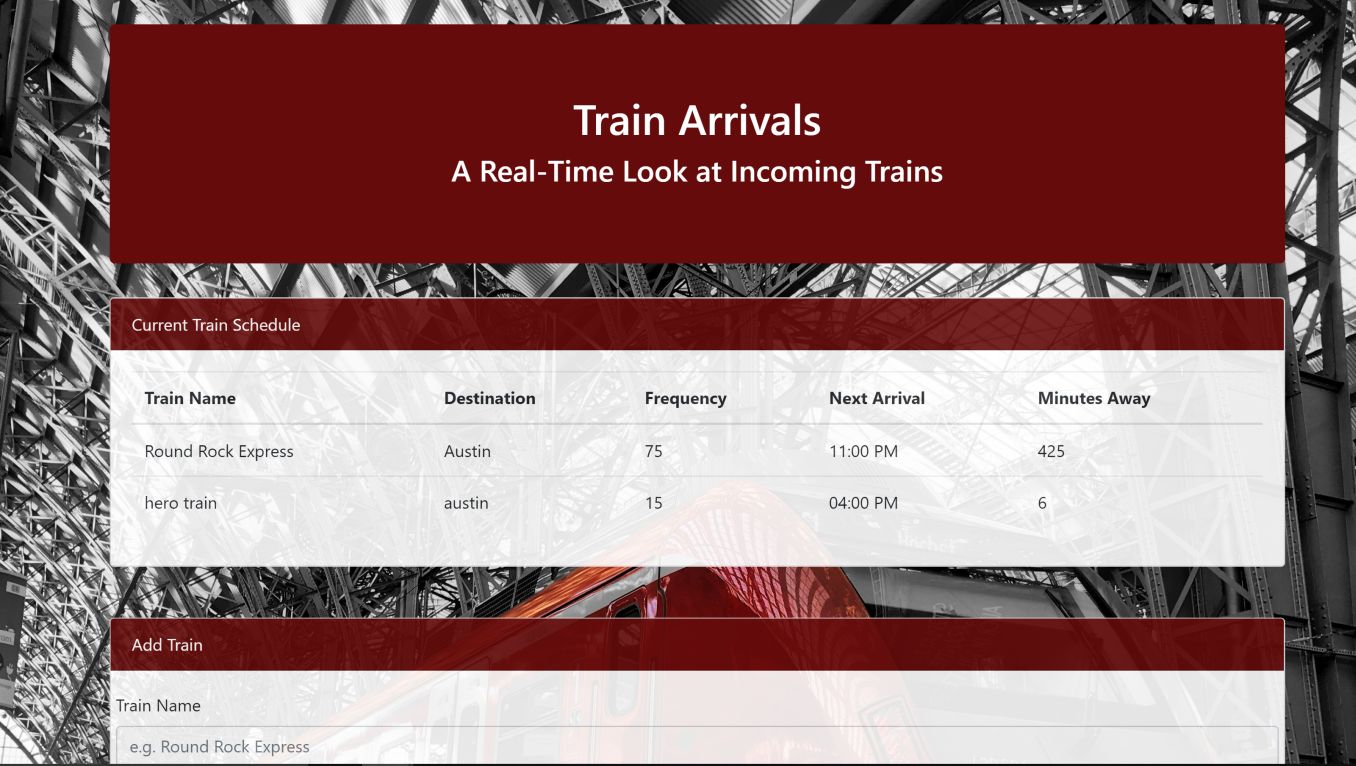 Train Arrivals
A Real-Time Look at Incoming Trains
Current Train Schedule
Train Name Destination Frequency Next Arrival Minutes Away
Round Rock Express Austin 75 11:00 PM 425
hero train austin 15 04:00 PM 6
Add Train
Train Name
e.g. Round Rock Express